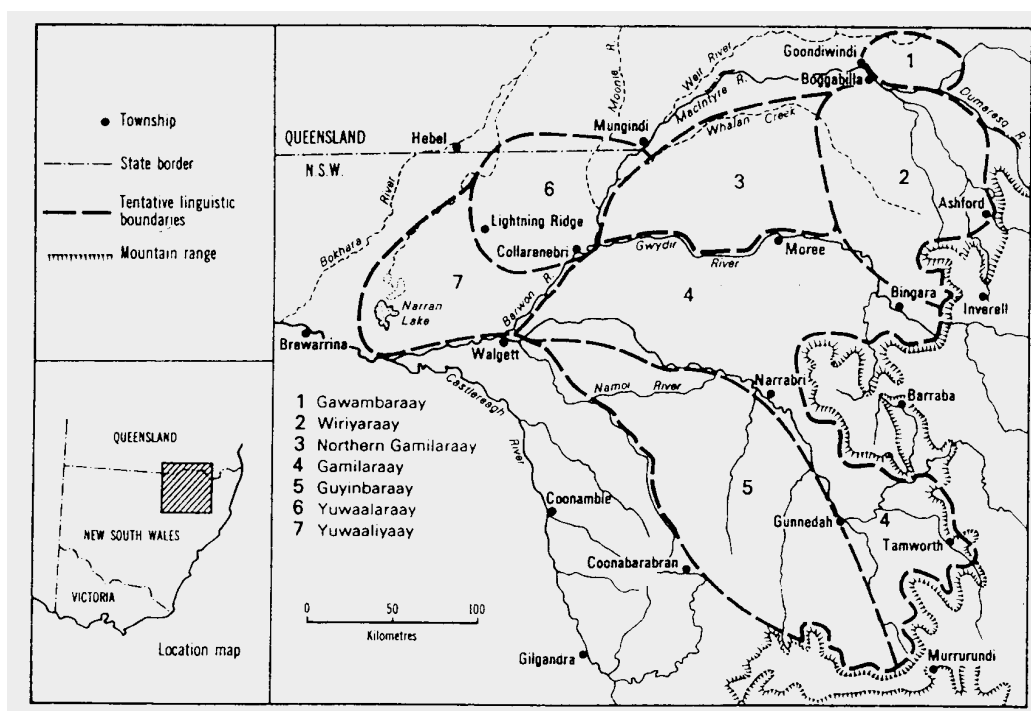 Township
State border
Tentative linguistic
boundaries
Mountain range
QUEENSLAND
NEW SOUTH WALES
VICTORIA
Location map
Goondiwindi
Boggabilla
1
Dumaresq R.
Weir River
MacIntyre R.
Moonie R.
Whalan Creek
QUEENSLAND
N.S.W.
Hebel
Mungindi
6
3
2
Ashford
Bokhara River
Lightning Ridge
Collarenebri
Gwydir River
Moree
7
Narran
Lake
Barwon R.
4
Bingara
Inverell
Brewarrina
Walgett
Castlereagh River
Namoi River
Narrabri
Barraba
1 Gawambaraay
2 Wiriyaraay
3 Northern Gamilaraay
4 Gamilaraay
5 Guyinbaraay
6 Yuwaalaraay
7 Yuwaaliyaay
5
Coonamble
Gunnedah
4
Tamworth
Coonabarabran
0 50 100
Kilometres
Gilgandra
Murrurundi